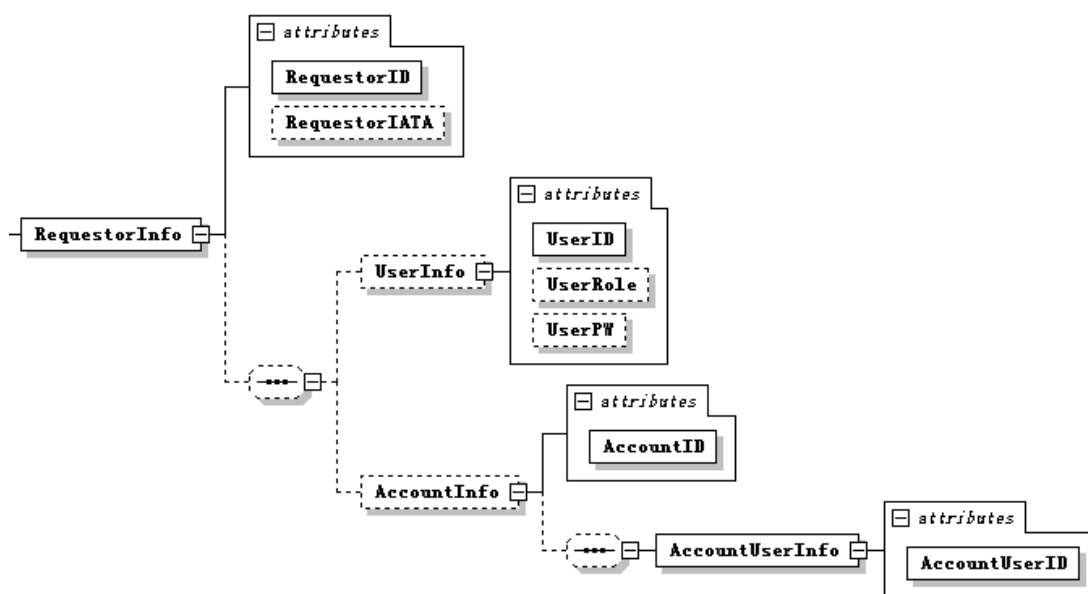 attributes
RequestorID
RequestorIATA
RequestorInfo
attributes
UserID
UserInfo
UserRole
UserPW
attributes
AccountID
AccountInfo
attributes
AccountUserInfo
AccountUserID